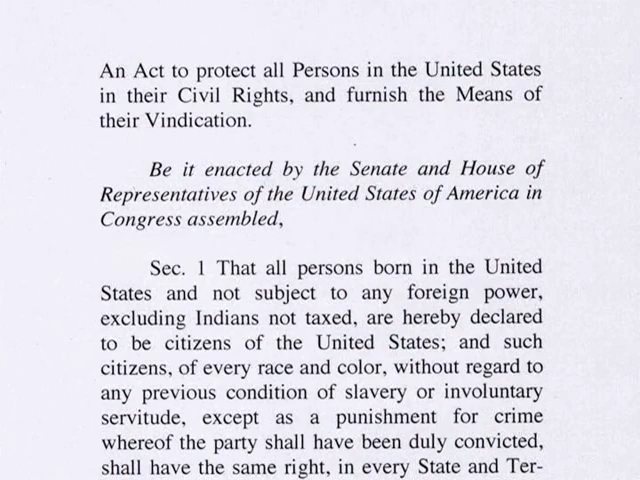 An Act to protect all Persons in the United States
in their Civil Rights, and furnish the Means of
their Vindication.
Be it enacted by the Senate and House of
Representatives of the United States of America in
Congress assembled,
Sec. 1 That all persons born in the United
States and not subject to any foreign power,
excluding Indians not taxed, are hereby declared
to be citizens of the United States; and such
citizens, of every race and color, without regard to
any previous condition of slavery or involuntary
servitude, except as a punishment for crime
whereof the party shall have been duly convicted,
shall have the same right, in every State and Ter-